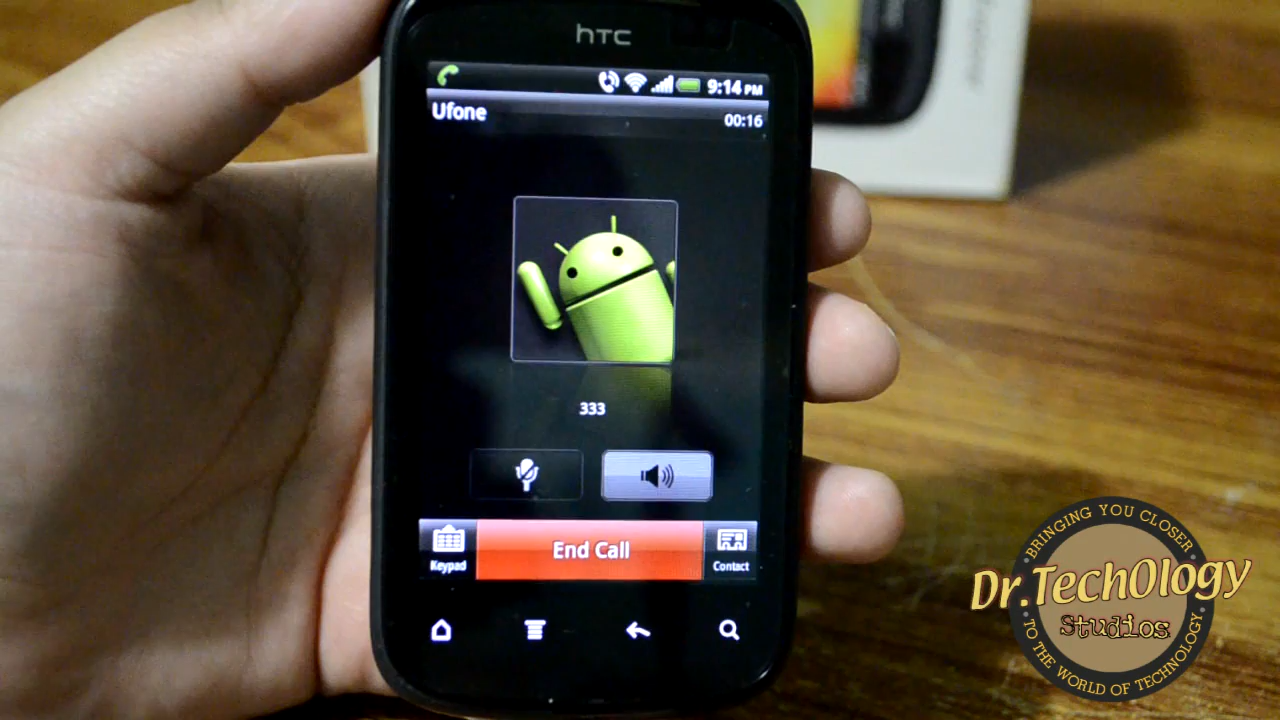 hTC
9:14 PM
Ufone
00:16
333
End Call
Keypad
Contact
BRINGING YOU CLOSER
Dr.TechOlogy
Studios
TO THE WORLD OF TECHNOLOGY